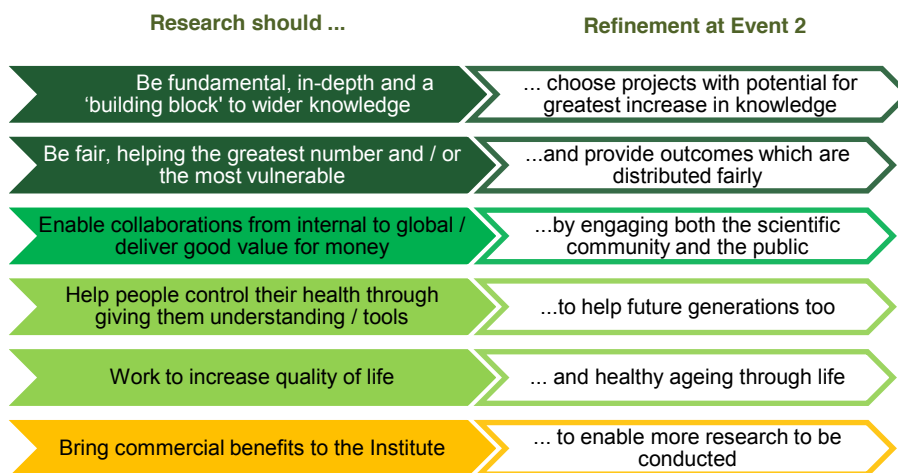 Research should ...
Refinement at Event 2
Be fundamental, in-depth and a
‘building block' to wider knowledge
... choose projects with potential for
greatest increase in knowledge
Be fair, helping the greatest number and / or
the most vulnerable
...and provide outcomes which are
distributed fairly
Enable collaborations from internal to global /
deliver good value for money
...by engaging both the scientific
community and the public
Help people control their health through
giving them understanding / tools
...to help future generations too
Work to increase quality of life
... and healthy ageing through life
Bring commercial benefits to the Institute
... to enable more research to be
conducted